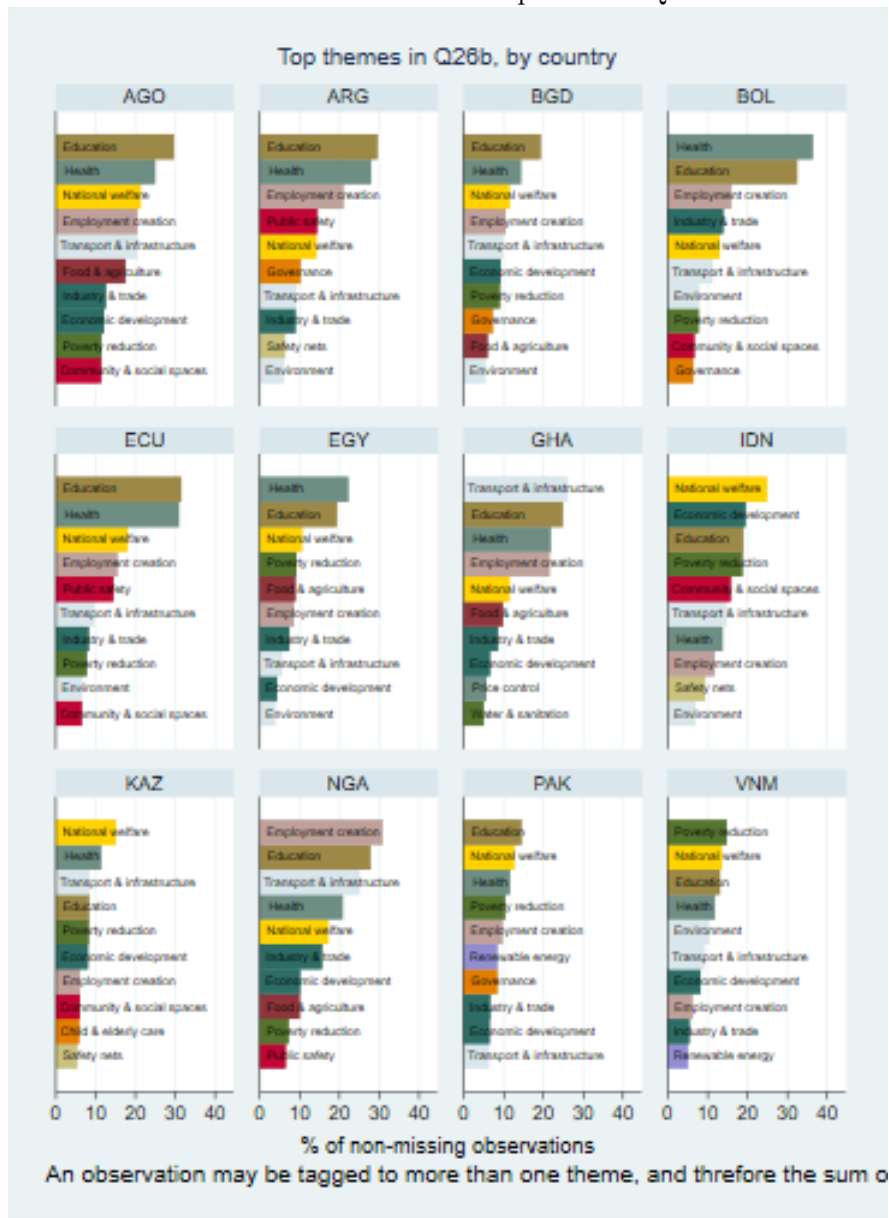 Top themes in Q26b, by country
AGO
Education
Health
National welfare
Employment creation
Transport & infrastructure
Food & agriculture
Industry & trade
Economic development
Poverty reduction
Community & social spaces
ARG
Education
Health
Employment creation
Public safety
National welfare
Governance
Transport & infrastructure
Industry & trade
Safety nets
Environment
BGD
Education
Health
National welfare
Employment creation
Transport & infrastructure
Economic development
Poverty reduction
Governance
Food & agriculture
Environment
BOL
Health
Education
Employment creation
Industry & trade
National welfare
Transport & infrastructure
Environment
Poverty reduction
Community & social spaces
Governance
ECU
Education
Health
National welfare
Employment creation
Public safety
Transport & infrastructure
Industry & trade
Poverty reduction
Environment
Community & social spaces
EGY
Health
Education
National welfare
Poverty reduction
Food & agriculture
Employment creation
Industry & trade
Transport & infrastructure
Economic development
Environment
GHA
Transport & infrastructure
Education
Health
Employment creation
National welfare
Food & agriculture
Industry & trade
Economic development
Price control
Water & sanitation
IDN
National welfare
Economic development
Education
Poverty reduction
Community & social spaces
Transport & infrastructure
Health
Employment creation
Safety nets
Environment
KAZ
National welfare
Health
Transport & infrastructure
Education
Poverty reduction
Economic development
Employment creation
Community & social spaces
Child & elderly care
Safety nets
0 10 20 30 40
NGA
Employment creation
Education
Transport & infrastructure
Health
National welfare
Industry & trade
Economic development
Food & agriculture
Poverty reduction
Public safety
0 10 20 30 40
PAK
Education
National welfare
Health
Poverty reduction
Employment creation
Renewable energy
Governance
Industry & trade
Economic development
Transport & infrastructure
0 10 20 30 40
VNM
Poverty reduction
National welfare
Education
Health
Environment
Transport & infrastructure
Economic development
Employment creation
Industry & trade
Renewable energy
0 10 20 30 40
% of non-missing observations
An observation may be tagged to more than one theme, and threfore the sum